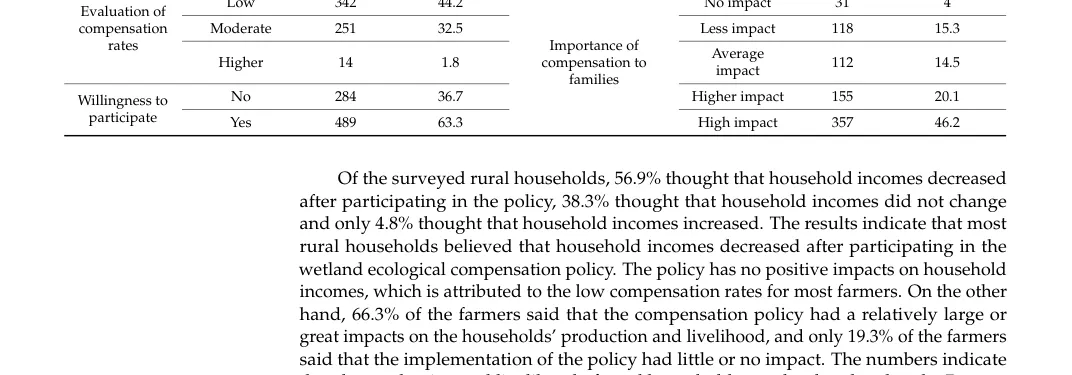 Low 342 44.2 No impact 31 4
Evaluation of
compensation
rates
Moderate 251 32.5 Less impact 118 15.3
Importance of
compensation to
families
Higher 14 1.8
Average
impact
112 14.5
Willingness to
participate
No 284 36.7 Higher impact 155 20.1
Yes 489 63.3 High impact 357 46.2
Of the surveyed rural households, 56.9% thought that household incomes decreased
after participating in the policy, 38.3% thought that household incomes did not change
and only 4.8% thought that household incomes increased. The results indicate that most
rural households believed that household incomes decreased after participating in the
wetland ecological compensation policy. The policy has no positive impacts on household
incomes, which is attributed to the low compensation rates for most farmers. On the other
hand, 66.3% of the farmers said that the compensation policy had a relatively large or
great impacts on the households' production and livelihood, and only 19.3% of the farmers
said that the implementation of the policy had little or no impact. The numbers indicate